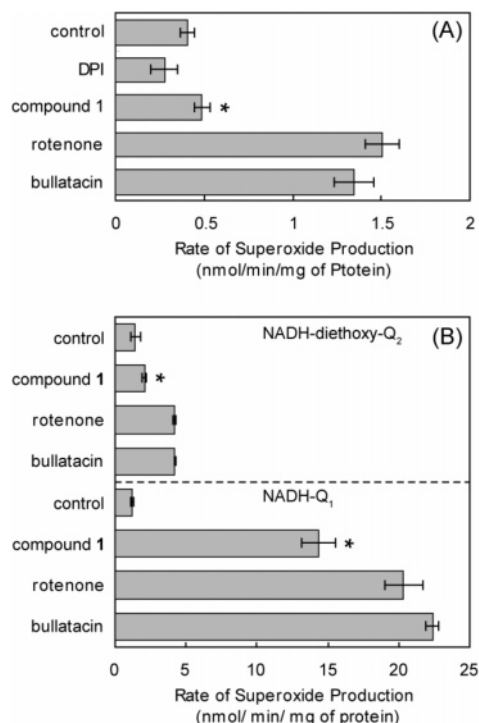 (A)
control
DPI
compound 1
*
rotenone
bullatacin
0 0.5 1 1.5 2
Rate of Superoxide Production
(nmol/min/mg of Ptotein)
(B)
control NADH-diethoxy-Q₂
compound 1 *
rotenone
bullatacin
control NADH-Q₁
compound 1 *
rotenone
bullatacin
0 5 10 15 20 25
Rate of Superoxide Production
(nmol/ min/ mg of protein)